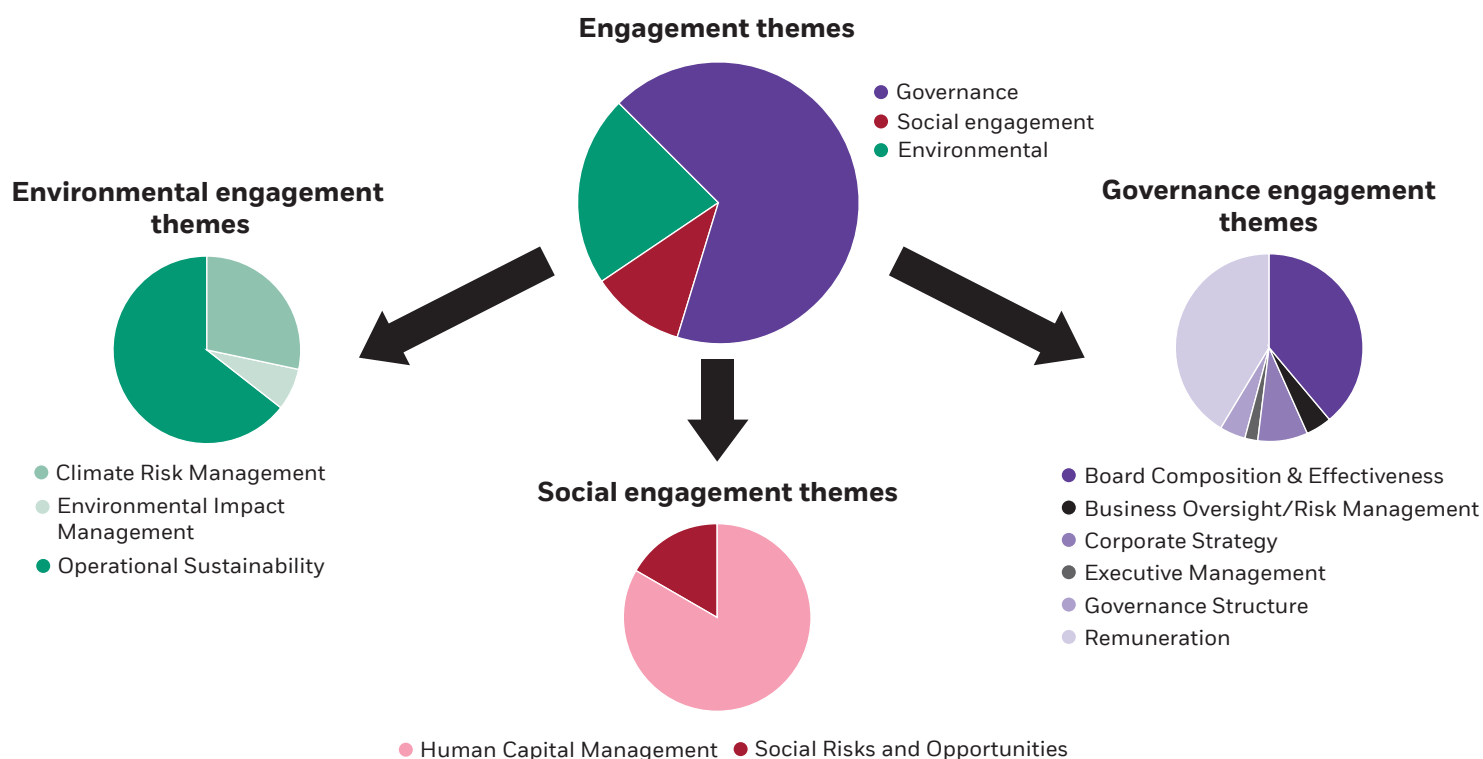 Engagement themes
Governance
Social engagement
Environmental
Environmental engagement
themes
Climate Risk Management
Environmental Impact
Management
Operational Sustainability
Social engagement themes
Human Capital Management
Social Risks and Opportunities
Governance engagement
themes
Board Composition & Effectiveness
Business Oversight/Risk Management
Corporate Strategy
Executive Management
Governance Structure
Remuneration